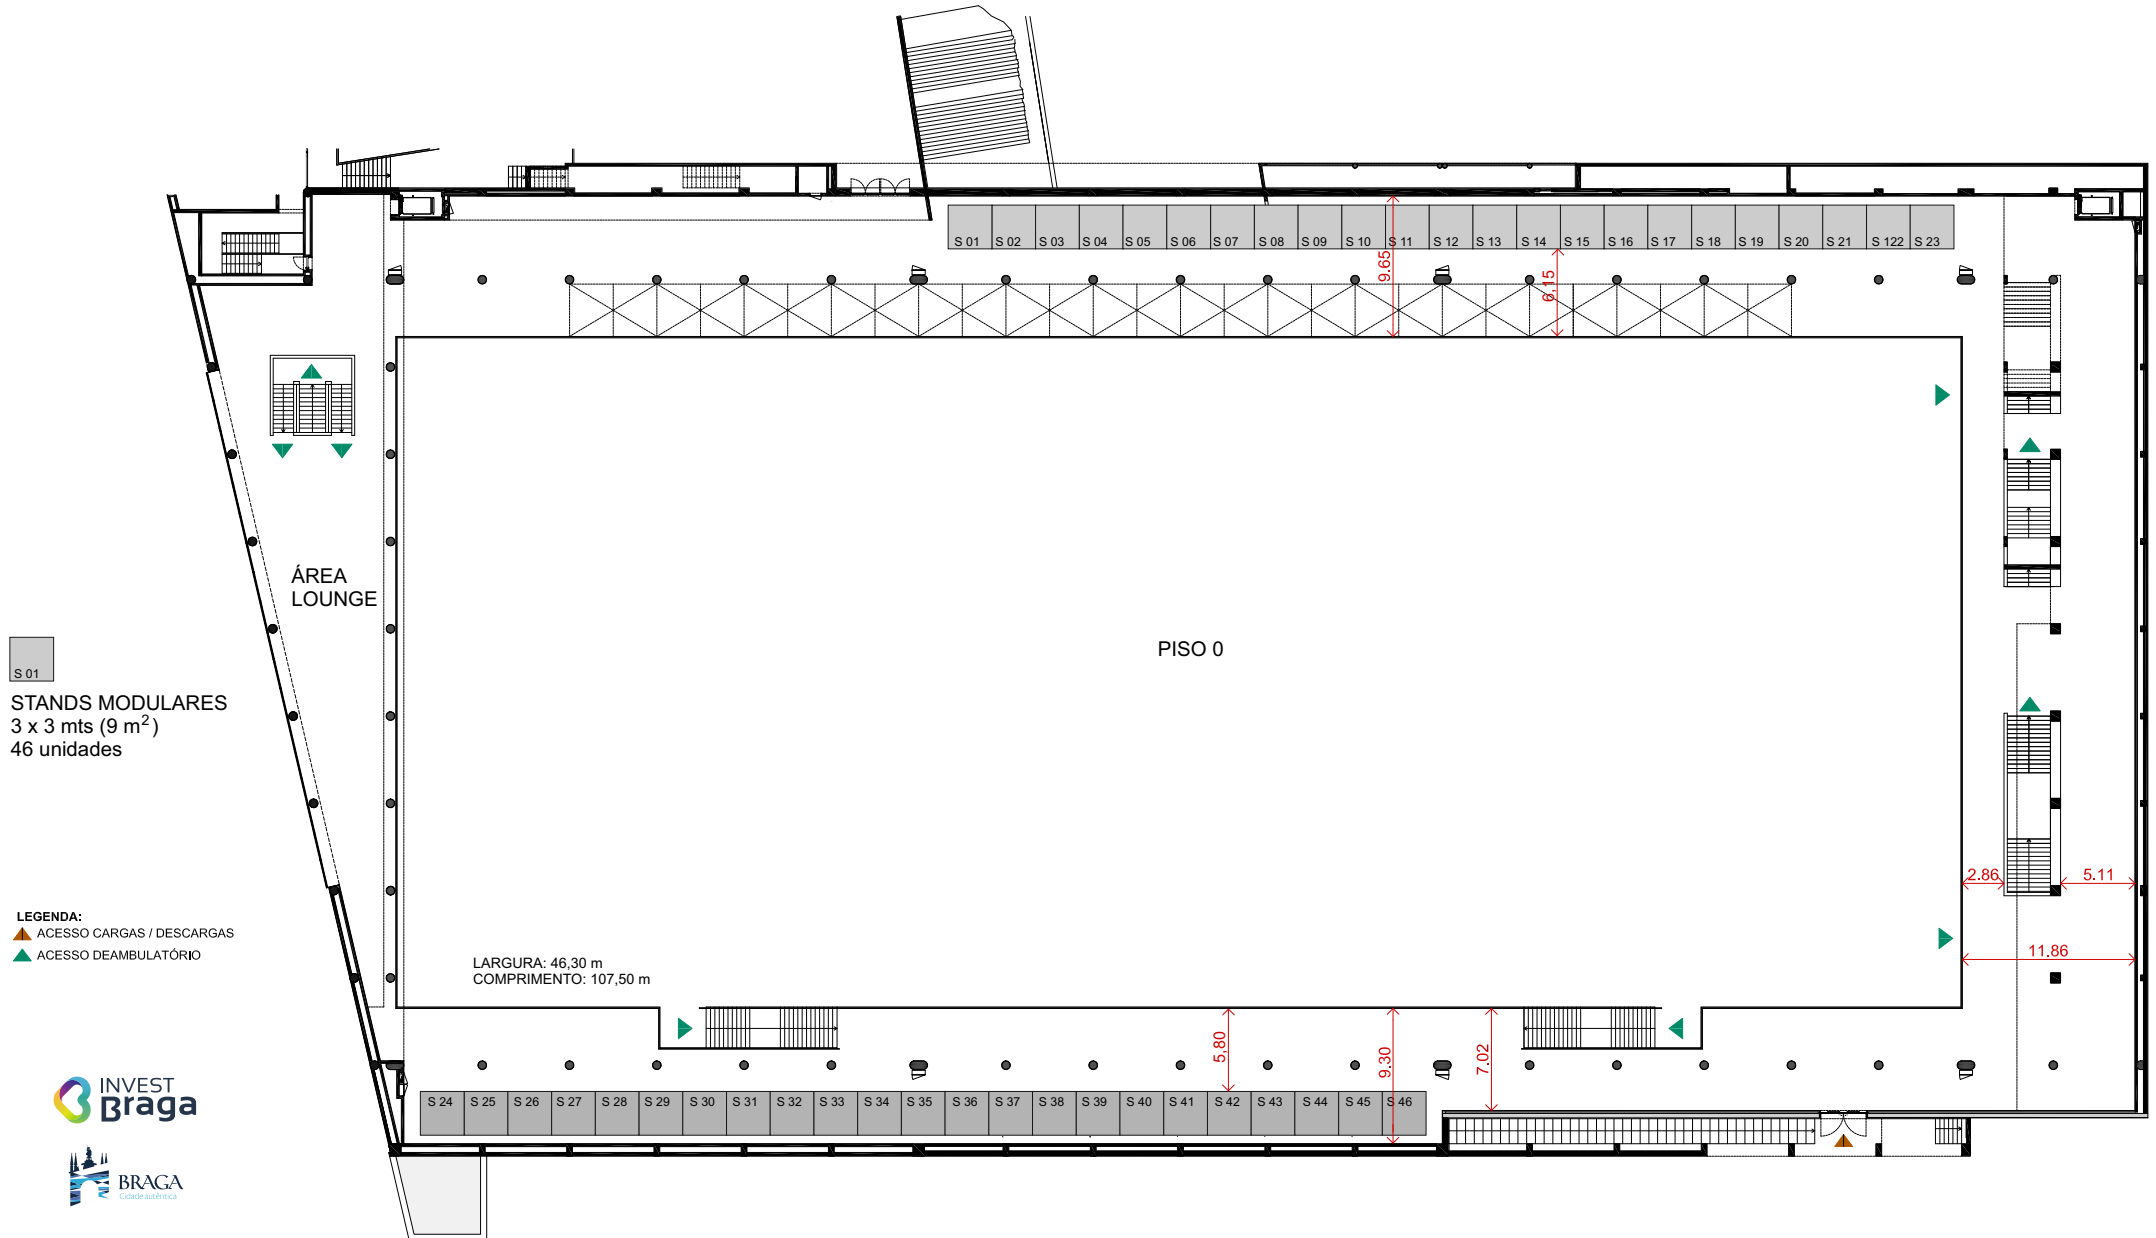 S 01
S 02
S 03
S 04
S 05
S 06
S 07
S 08
S 09
S 10
S 11
S 12
S 13
S 14
S 15
S 16
S 17
S 18
S 19
S 20
S 21
S 122
S 23
9.65
6,15
ÁREA
LOUNGE
PISO 0
S 01
STANDS MODULARES
3 x 3 mts (9 m²)
46 unidades
2.86
5.11
LEGENDA:
ACESSO CARGAS / DESCARGAS
ACESSO DEAMBULATÓRIO
11.86
LARGURA: 46,30 m
COMPRIMENTO: 107,50 m
5,80
9.30
7.02
S 24
S 25
S 26
S 27
S 28
S 29
S 30
S 31
S 32
S 33
S 34
S 35
S 36
S 37
S 38
S 39
S 40
S 41
S 42
S 43
S 44
S 45
S 46
INVEST
Braga
BRAGA
Cidade autêntica